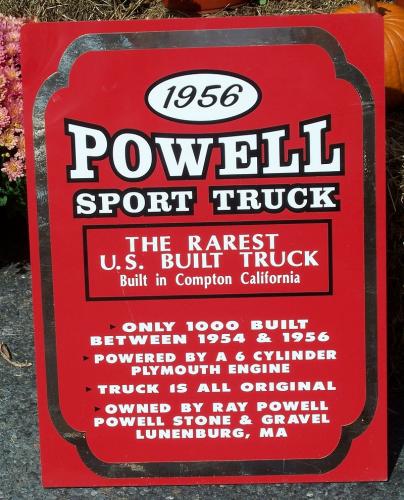 1956
POWELL
SPORT TRUCK
THE RAREST
U.S. BUILT TRUCK
Built in Compton California
ONLY 1000 BUILT
BETWEEN 1954 & 1956
POWERED BY A 6 CYLINDER
PLYMOUTH ENGINE
TRUCK IS ALL ORIGINAL
OWNED BY RAY POWELL
POWELL STONE & GRAVEL
LUNENBURG, MA